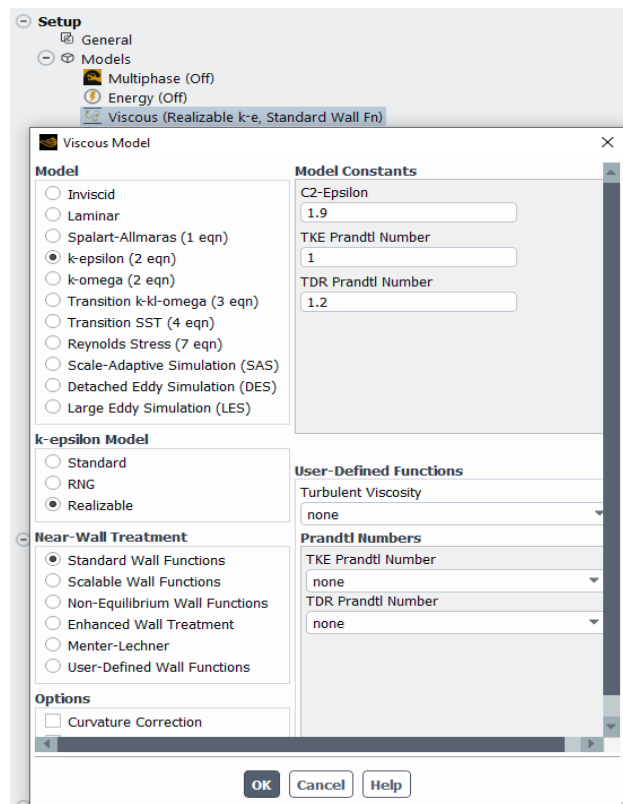 Setup
General
Models
Multiphase (Off)
Energy (Off)
Viscous (Realizable k-e, Standard Wall Fn)
Viscous Model
Model
Inviscid
Laminar
Spalart-Allmaras (1 eqn)
k-epsilon (2 eqn)
k-omega (2 eqn)
Transition k-kl-omega (3 eqn)
Transition SST (4 eqn)
Reynolds Stress (7 eqn)
Scale-Adaptive Simulation (SAS)
Detached Eddy Simulation (DES)
Large Eddy Simulation (LES)
k-epsilon Model
Standard
RNG
Realizable
Near-Wall Treatment
Standard Wall Functions
Scalable Wall Functions
Non-Equilibrium Wall Functions
Enhanced Wall Treatment
Menter-Lechner
User-Defined Wall Functions
Options
Curvature Correction
Model Constants
C2-Epsilon
1.9
TKE Prandtl Number
1
TDR Prandtl Number
1.2
User-Defined Functions
Turbulent Viscosity
none
Prandtl Numbers
TKE Prandtl Number
none
TDR Prandtl Number
none
OK
Cancel
Help